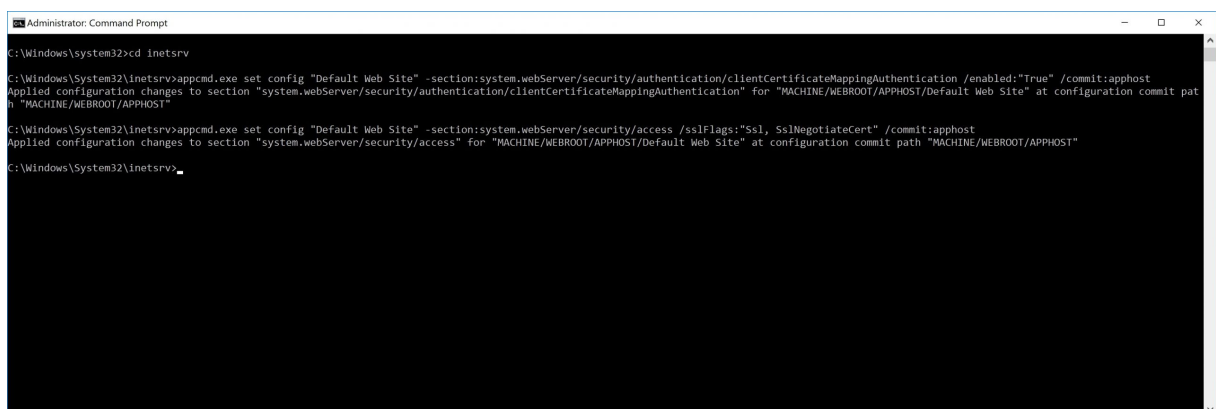 Administrator: Command Prompt
C:\Windows\system32>cd inetsrv
C:\Windows\System32\inetsrv>appcmd.exe set config "Default Web Site" -section:system.webServer/security/authentication/clientCertificateMappingAuthentication /enabled:"True" /commit:apphost
Applied configuration changes to section "system.webServer/security/authentication/clientCertificateMappingAuthentication" for "MACHINE/WEBROOT/APPHOST/Default Web Site" at configuration commit pat
h "MACHINE/WEBROOT/APPHOST"
C:\Windows\System32\inetsrv>appcmd.exe set config "Default Web Site" -section:system.webServer/security/access /sslFlags:"Ssl, SslNegotiateCert" /commit:apphost
Applied configuration changes to section "system.webServer/security/access" for "MACHINE/WEBROOT/APPHOST/Default Web Site" at configuration commit path "MACHINE/WEBROOT/APPHOST"
C:\Windows\System32\inetsrv>